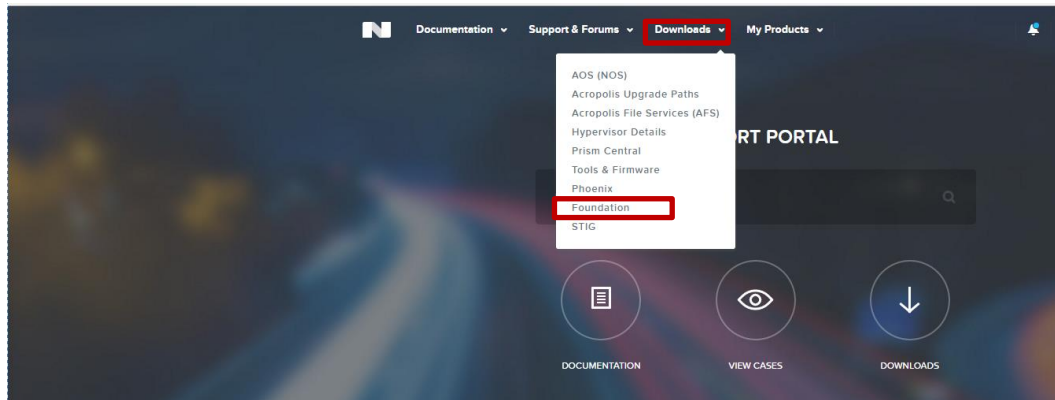 Documentation Support & Forums Downloads My Products
AOS (NOS)
Acropolis Upgrade Paths
Acropolis File Services (AFS)
Hypervisor Details
RT PORTAL
Prism Central
Tools & Firmware
Phoenix
Foundation
STIG
DOCUMENTATION VIEW CASES DOWNLOADS